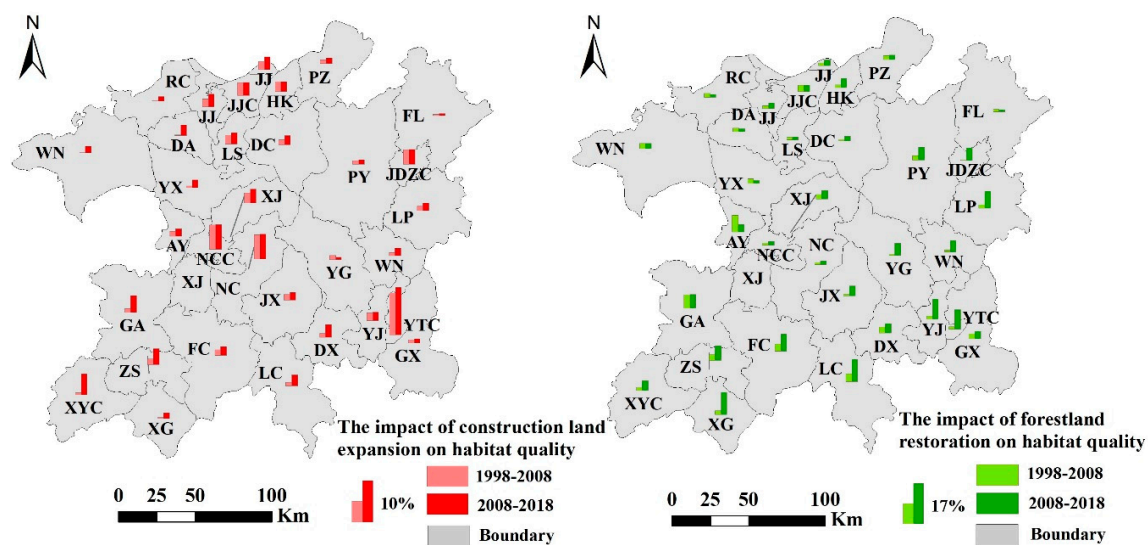 N
RC
JJ
PZ
JJ
JJC
HK
FL
WN
DA
LS
DC
PY
JDZC
YX
XJ
LP
AY
NCC
YG
WN
XJ
NC
JX
GA
YJ
YTC
DX
GX
ZS
FC
LC
XYC
XG
The impact of construction land
expansion on habitat quality
10%
1998-2008
2008-2018
Boundary
0 25 50 100
Km
N
RC
JJ
PZ
JJ
JJC
HK
FL
WN
DA
LS
DC
PY
JDZC
YX
XJ
LP
AY
NCC
NC
YG
WN
XJ
JX
GA
YJ
YTC
DX
GX
ZS
FC
LC
XYC
XG
The impact of forestland
restoration on habitat quality
17%
1998-2008
2008-2018
Boundary
0 25 50 100
Km